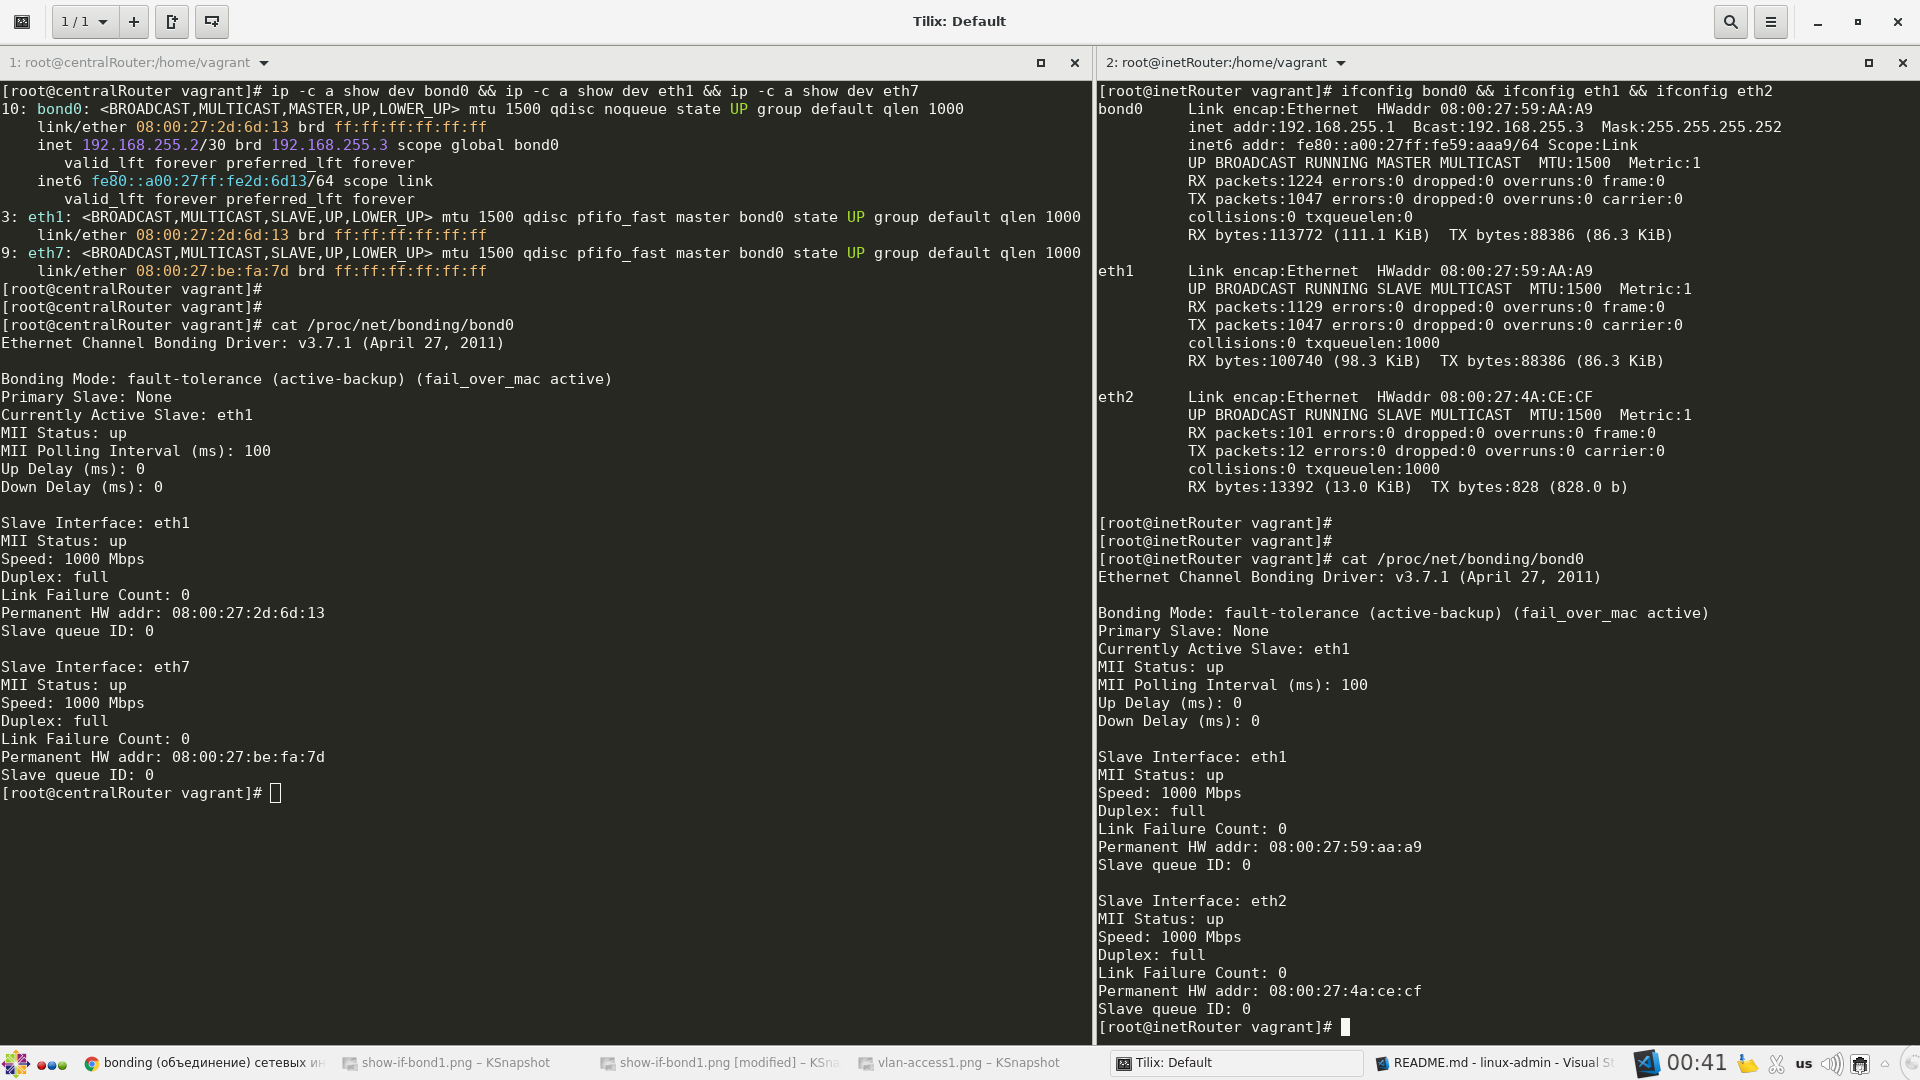 1 / 1
Tilix: Default
1: root@centralRouter:/home/vagrant
[root@centralRouter vagrant]# ip -c a show dev bond0 && ip -c a show dev eth1 && ip -c a show dev eth7
10: bond0: <BROADCAST,MULTICAST,MASTER,UP,LOWER_UP> mtu 1500 qdisc noqueue state UP group default qlen 1000
    link/ether 08:00:27:2d:6d:13 brd ff:ff:ff:ff:ff:ff
    inet 192.168.255.2/30 brd 192.168.255.3 scope global bond0
       valid_lft forever preferred_lft forever
    inet6 fe80::a00:27ff:fe2d:6d13/64 scope link
       valid_lft forever preferred_lft forever
3: eth1: <BROADCAST,MULTICAST,SLAVE,UP,LOWER_UP> mtu 1500 qdisc pfifo_fast master bond0 state UP group default qlen 1000
    link/ether 08:00:27:2d:6d:13 brd ff:ff:ff:ff:ff:ff
9: eth7: <BROADCAST,MULTICAST,SLAVE,UP,LOWER_UP> mtu 1500 qdisc pfifo_fast master bond0 state UP group default qlen 1000
    link/ether 08:00:27:be:fa:7d brd ff:ff:ff:ff:ff:ff
[root@centralRouter vagrant]#
[root@centralRouter vagrant]#
[root@centralRouter vagrant]# cat /proc/net/bonding/bond0
Ethernet Channel Bonding Driver: v3.7.1 (April 27, 2011)
Bonding Mode: fault-tolerance (active-backup) (fail_over_mac active)
Primary Slave: None
Currently Active Slave: eth1
MII Status: up
MII Polling Interval (ms): 100
Up Delay (ms): 0
Down Delay (ms): 0
Slave Interface: eth1
MII Status: up
Speed: 1000 Mbps
Duplex: full
Link Failure Count: 0
Permanent HW addr: 08:00:27:2d:6d:13
Slave queue ID: 0
Slave Interface: eth7
MII Status: up
Speed: 1000 Mbps
Duplex: full
Link Failure Count: 0
Permanent HW addr: 08:00:27:be:fa:7d
Slave queue ID: 0
[root@centralRouter vagrant]#
2: root@inetRouter:/home/vagrant
[root@inetRouter vagrant]# ifconfig bond0 && ifconfig eth1 && ifconfig eth2
bond0     Link encap:Ethernet  HWaddr 08:00:27:59:AA:A9
          inet addr:192.168.255.1  Bcast:192.168.255.3  Mask:255.255.255.252
          inet6 addr: fe80::a00:27ff:fe59:aaa9/64 Scope:Link
          UP BROADCAST RUNNING MASTER MULTICAST  MTU:1500  Metric:1
          RX packets:1224 errors:0 dropped:0 overruns:0 frame:0
          TX packets:1047 errors:0 dropped:0 overruns:0 carrier:0
          collisions:0 txqueuelen:0
          RX bytes:113772 (111.1 KiB)  TX bytes:88386 (86.3 KiB)
eth1      Link encap:Ethernet  HWaddr 08:00:27:59:AA:A9
          UP BROADCAST RUNNING SLAVE MULTICAST  MTU:1500  Metric:1
          RX packets:1129 errors:0 dropped:0 overruns:0 frame:0
          TX packets:1047 errors:0 dropped:0 overruns:0 carrier:0
          collisions:0 txqueuelen:1000
          RX bytes:100740 (98.3 KiB)  TX bytes:88386 (86.3 KiB)
eth2      Link encap:Ethernet  HWaddr 08:00:27:4A:CE:CF
          UP BROADCAST RUNNING SLAVE MULTICAST  MTU:1500  Metric:1
          RX packets:101 errors:0 dropped:0 overruns:0 frame:0
          TX packets:12 errors:0 dropped:0 overruns:0 carrier:0
          collisions:0 txqueuelen:1000
          RX bytes:13392 (13.0 KiB)  TX bytes:828 (828.0 b)
[root@inetRouter vagrant]#
[root@inetRouter vagrant]#
[root@inetRouter vagrant]# cat /proc/net/bonding/bond0
Ethernet Channel Bonding Driver: v3.7.1 (April 27, 2011)
Bonding Mode: fault-tolerance (active-backup) (fail_over_mac active)
Primary Slave: None
Currently Active Slave: eth1
MII Status: up
MII Polling Interval (ms): 100
Up Delay (ms): 0
Down Delay (ms): 0
Slave Interface: eth1
MII Status: up
Speed: 1000 Mbps
Duplex: full
Link Failure Count: 0
Permanent HW addr: 08:00:27:59:aa:a9
Slave queue ID: 0
Slave Interface: eth2
MII Status: up
Speed: 1000 Mbps
Duplex: full
Link Failure Count: 0
Permanent HW addr: 08:00:27:4a:ce:cf
Slave queue ID: 0
[root@inetRouter vagrant]#
bonding (объединение) сетевых ин
show-if-bond1.png – KSnapshot
show-if-bond1.png [modified] – KSna
vlan-access1.png – KSnapshot
Tilix: Default
README.md - linux-admin - Visual St
00:41
us